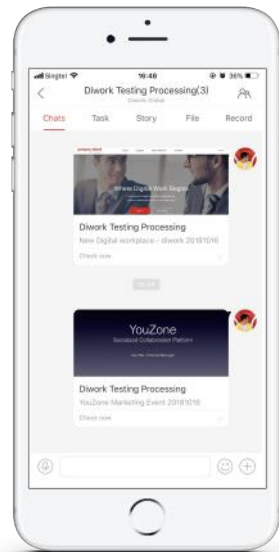 Singtel 16:46 36%
Diwork Testing Processing(3)
Chats Task Story File Record
Where Digital Work Begins
Diwork Testing Processing
New Digital workplace - diwork 20181016
Check now
YouZone
Socialized Collaboration Platform
Diwork Testing Processing
YouZone Marketing Event 20181016
Check now